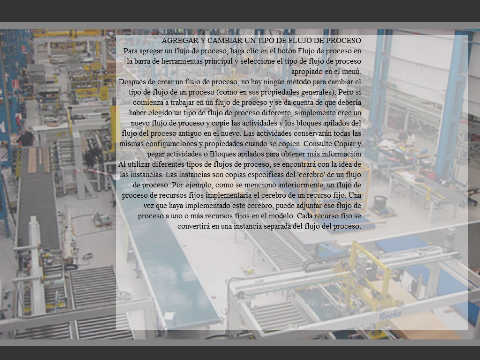 AGREGAR Y CAMBIAR UN TIPO DE FLUJO DE PROCESO
Para agregar un flujo de proceso, haga clic en el botón Flujo de proceso en
la barra de herramientas principal y seleccione el tipo de flujo de proceso
apropiado en el menú.
Después de crear un flujo de proceso, no hay ningún método para cambiar el
tipo de flujo de un proceso (como en sus propiedades generales). Pero si
comienza a trabajar en un flujo de proceso y se da cuenta de que debería
haber elegido un tipo de flujo de proceso diferente, simplemente cree un
nuevo flujo de proceso y copie las actividades y los bloques apilados del
flujo del proceso antiguo en el nuevo. Las actividades conservarán todas las
mismas configuraciones y propiedades cuando se copien. Consulte Copiar y
pegar actividades o Bloques apilados para obtener más información
Al utilizar diferentes tipos de flujos de proceso, se encontrará con la idea de
las instancias. Las instancias son copias específicas del 'cerebro' de un flujo
de proceso. Por ejemplo, como se mencionó anteriormente, un flujo de
proceso de recursos fijos implementaría el cerebro de un recurso fijo. Una
vez que haya implementado este cerebro, puede adjuntar ese flujo de
proceso a uno o más recursos fijos en el modelo. Cada recurso fijo se
convertirá en una instancia separada del flujo del proceso.